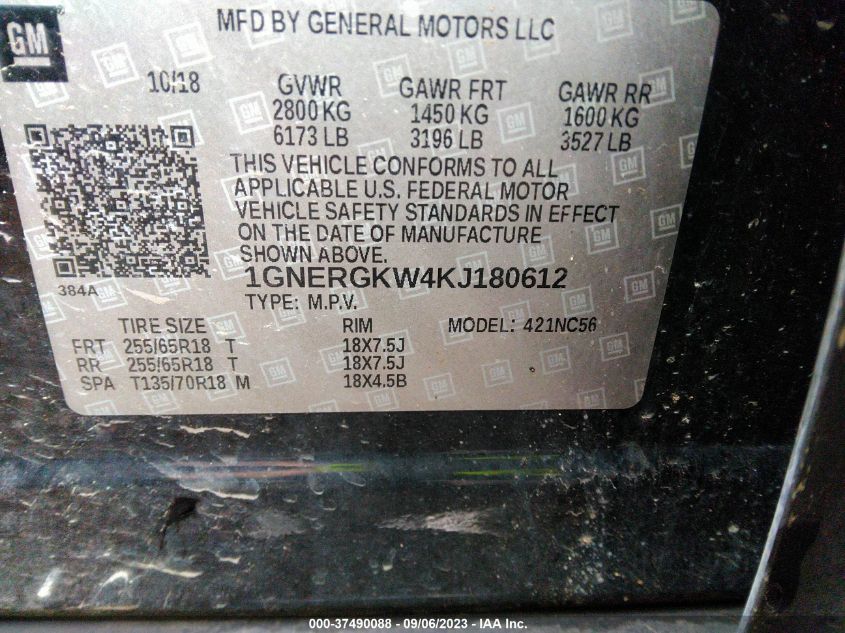 GM
MFD BY GENERAL MOTORS LLC
10/18 GVWR GAWR FRT GAWR RR
2800 KG 1450 KG 1600 KG
6173 LB 3196 LB 3527 LB
THIS VEHICLE CONFORMS TO ALL
APPLICABLE U.S. FEDERAL MOTOR
VEHICLE SAFETY STANDARDS IN EFFECT
ON THE DATE OF MANUFACTURE
SHOWN ABOVE.
384A
1GNERGKW4KJ180612
TYPE: M.P.V.
TIRE SIZE RIM MODEL: 421NC56
FRT 255/65R18 T 18X7.5J
RR 255/65R18 T 18X7.5J
SPA T135/70R18 M 18X4.5B
000-37490088 - 09/06/2023 - IAA Inc.